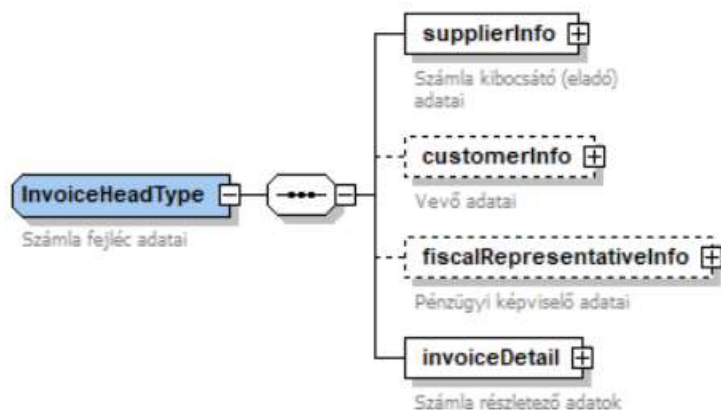 supplierInfo
Számla kibocsátó (eladó)
adatai
customerInfo
Vevő adatai
InvoiceHeadType
Számla fejléc adatai
fiscalRepresentativeInfo
Pénzügyi képviselő adatai
invoiceDetail
Számla részletező adatok